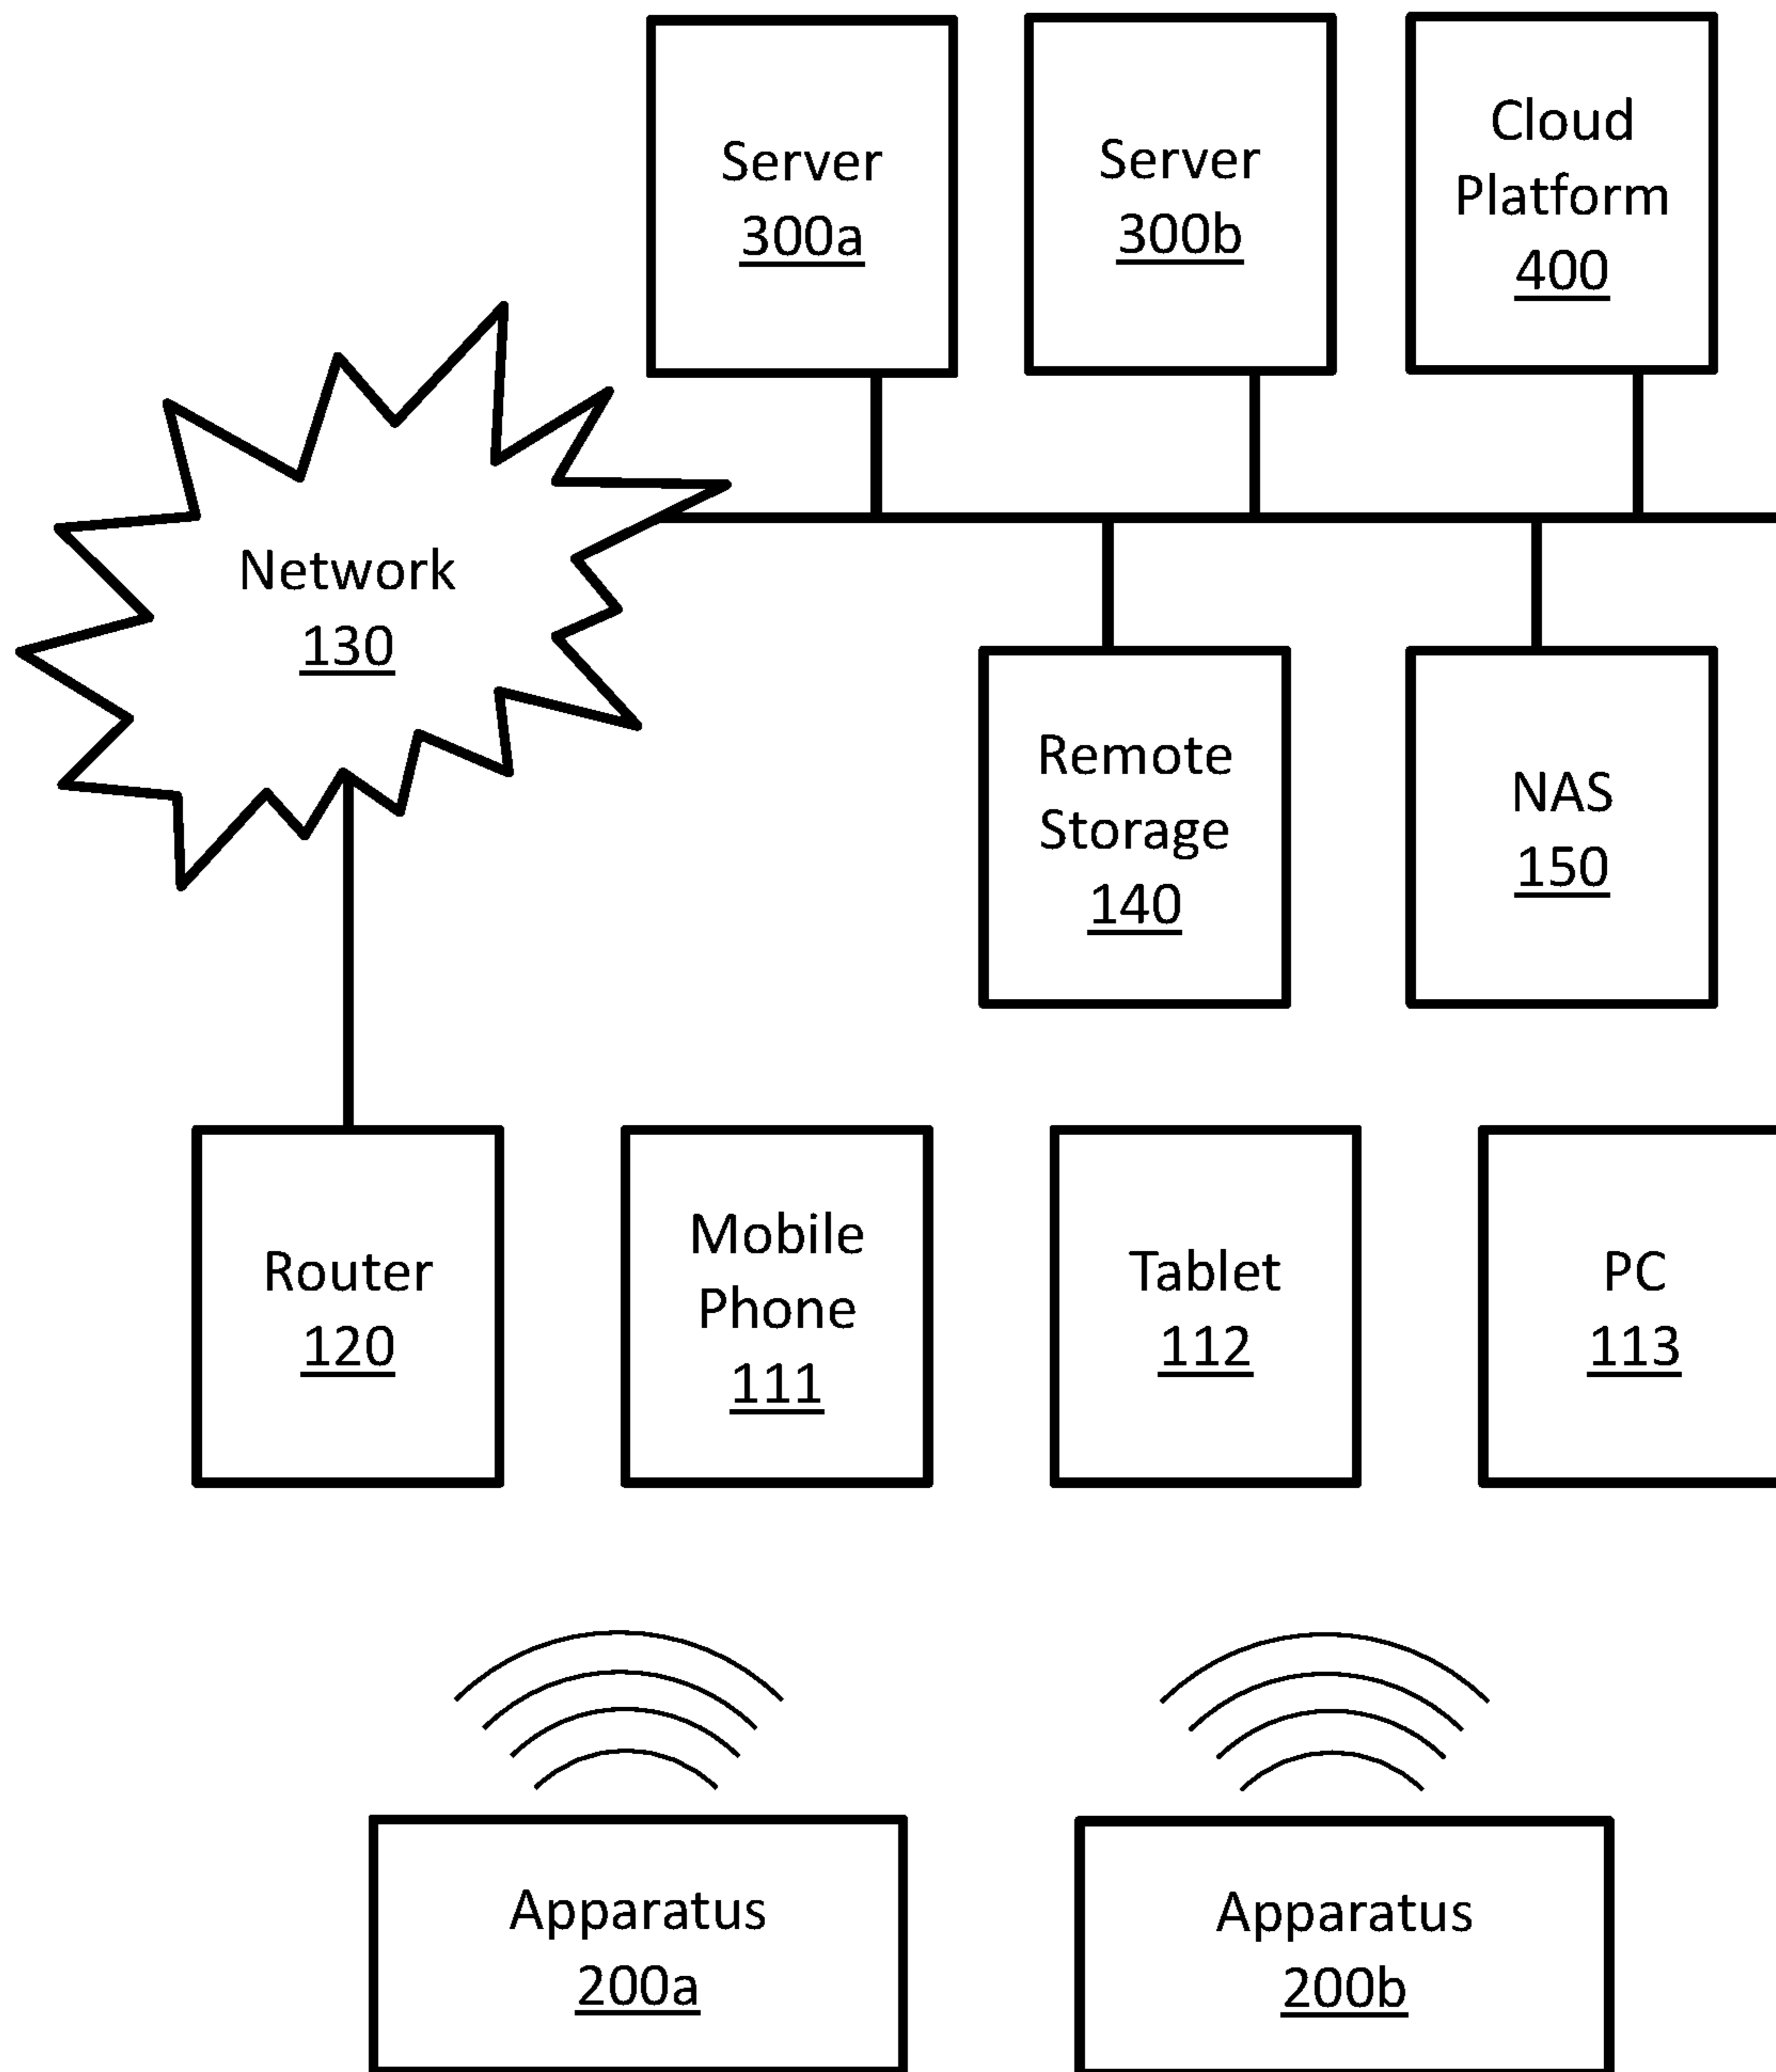 Server
300a
Server
300b
Cloud
Platform
400
Network
130
Remote
Storage
140
NAS
150
Router
120
Mobile
Phone
111
Tablet
112
PC
113
Apparatus
200a
Apparatus
200b